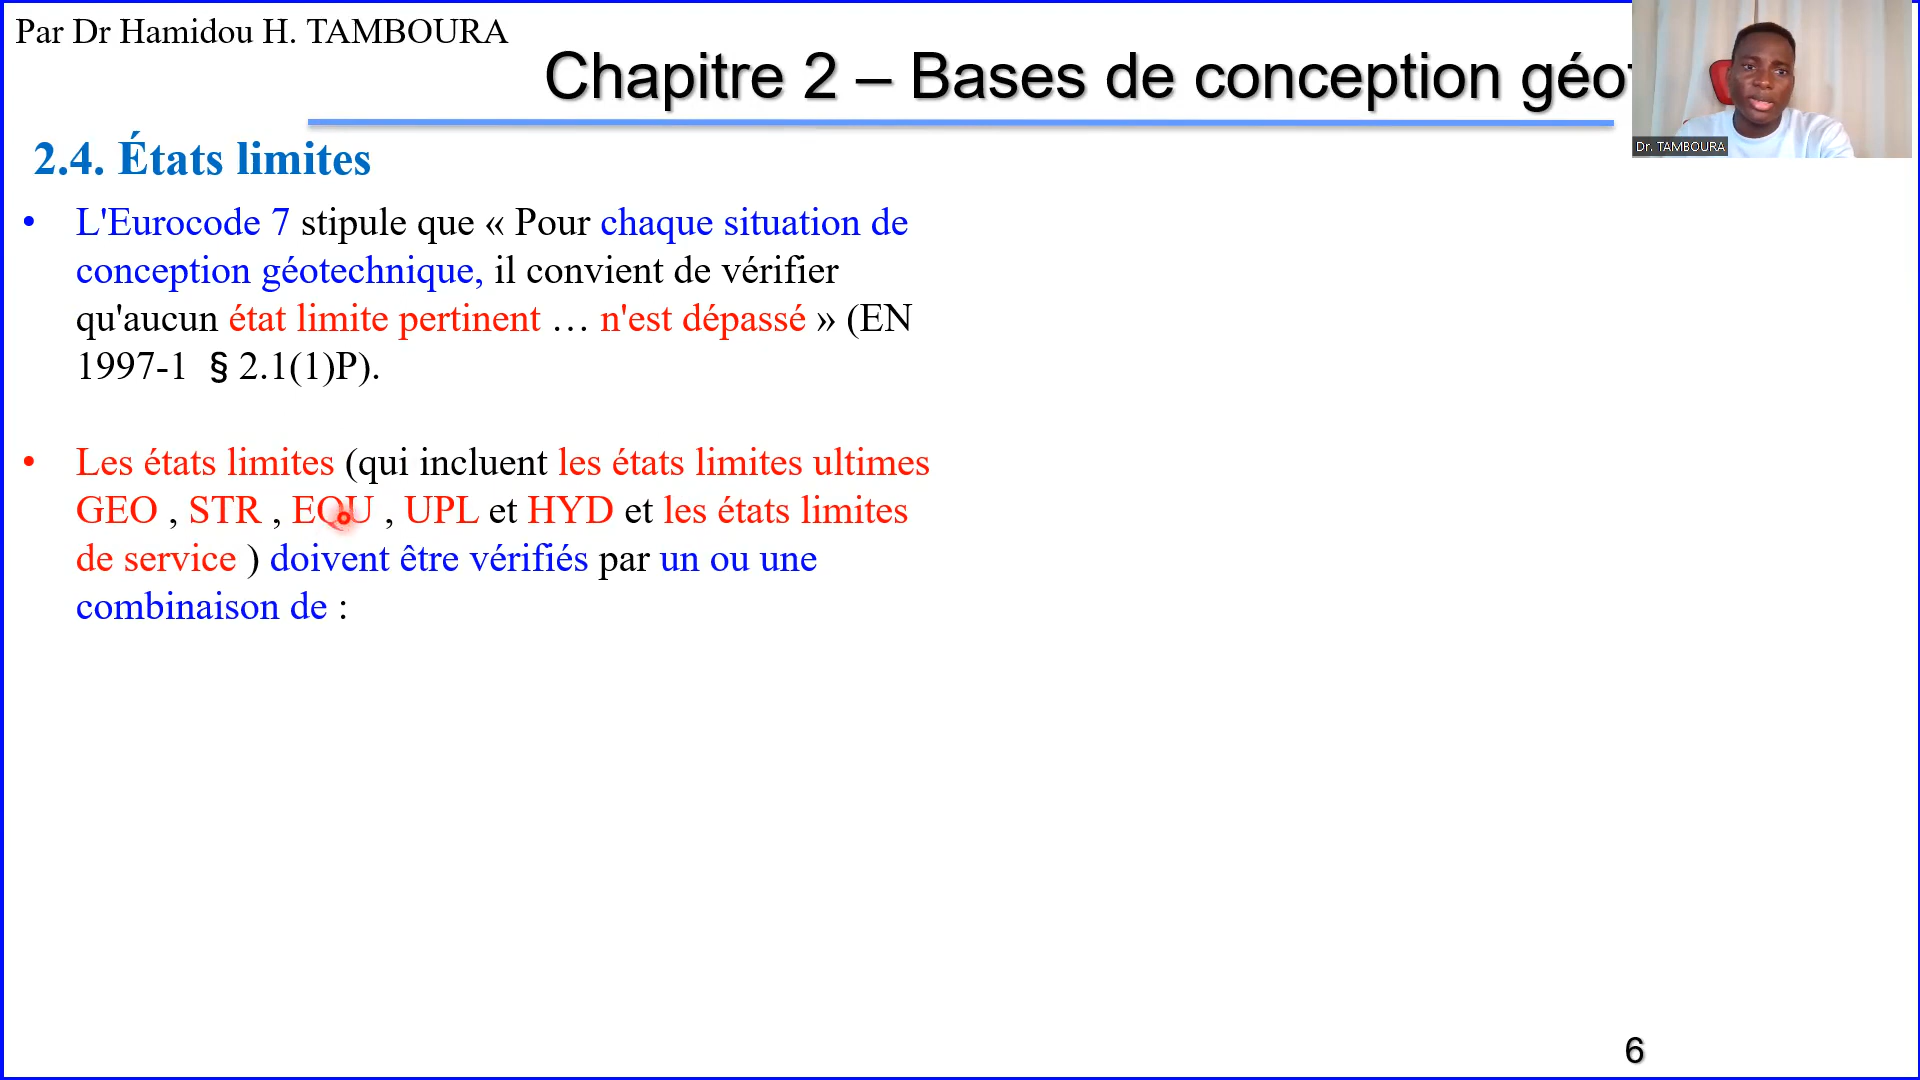 Par Dr Hamidou H. TAMBOURA
Chapitre 2 – Bases de conception géo
Dr. TAMBOURA
2.4. États limites
• L'Eurocode 7 stipule que « Pour chaque situation de
conception géotechnique, il convient de vérifier
qu'aucun état limite pertinent … n'est dépassé » (EN
1997-1 § 2.1(1)P).
• Les états limites (qui incluent les états limites ultimes
GEO , STR , EQU , UPL et HYD et les états limites
de service ) doivent être vérifiés par un ou une
combinaison de :
6